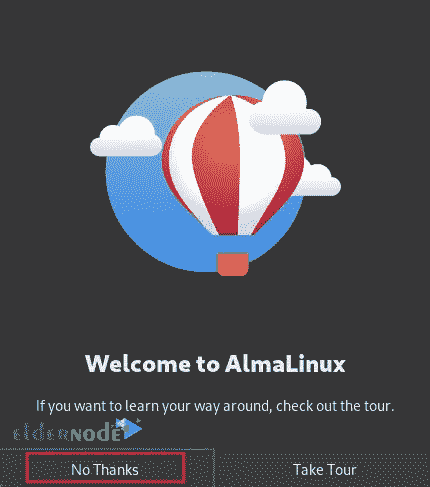 Welcome to AlmaLinux
If you want to learn your way around, check out the tour.
elderNODE
No Thanks
Take Tour